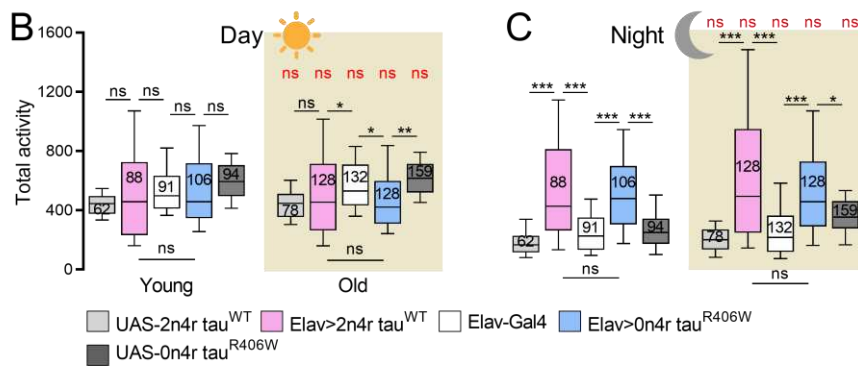 B
Day
C
Night
ns ns ns ns ns
*** ***
*** *
1600
1200
800
400
0
Total activity
ns ns ns ns ns
ns ns ns ns
ns *
* **
62 88 91 106 94
78 128 132 128 159
ns
ns
Young
Old
*** ***
*** ***
62 88 91 106 94
78 128 132 128 159
ns
ns
UAS-2n4r tau^WT
Elav>2n4r tau^WT
Elav-Gal4
Elav>0n4r tau^R406W
UAS-0n4r tau^R406W